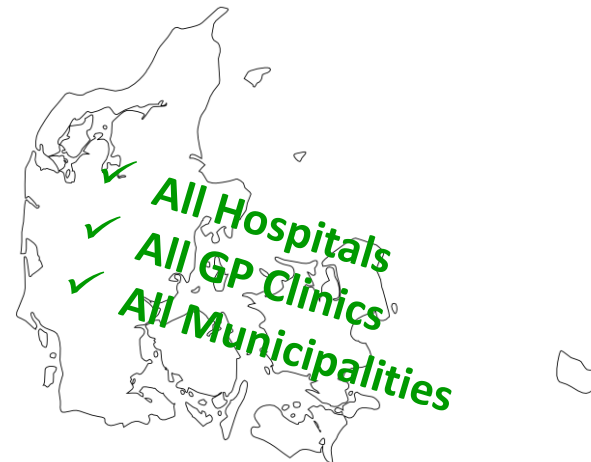 ✓ All Hospitals
✓ All GP Clinics
✓ All Municipalities